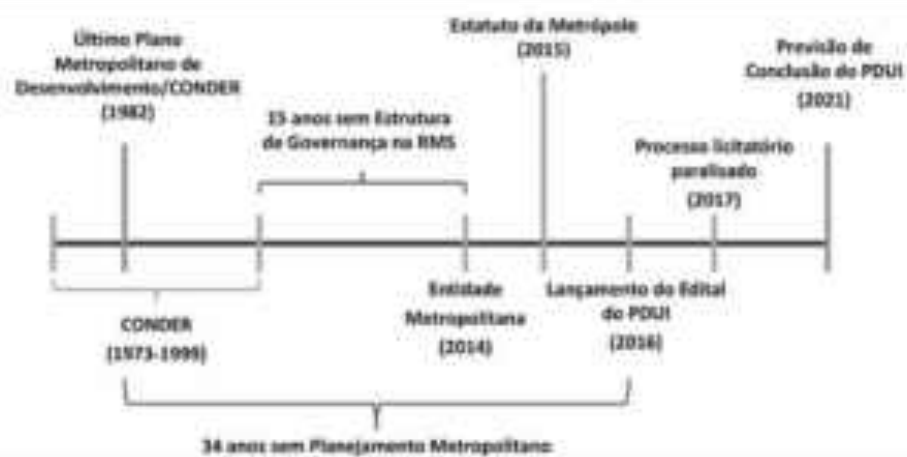 Último Plano
Metropolitano de
Desenvolvimento/CONDER
(1982)
15 anos sem Estrutura
de Governança na RMS
Estatuto da Metrópole
(2015)
Processo licitatório
paralisado
(2017)
Previsão de
Conclusão do PDUI
(2021)
CONDER
(1973-1999)
Entidade
Metropolitana
(2014)
Lançamento do Edital
do PDUI
(2016)
34 anos sem Planejamento Metropolitano